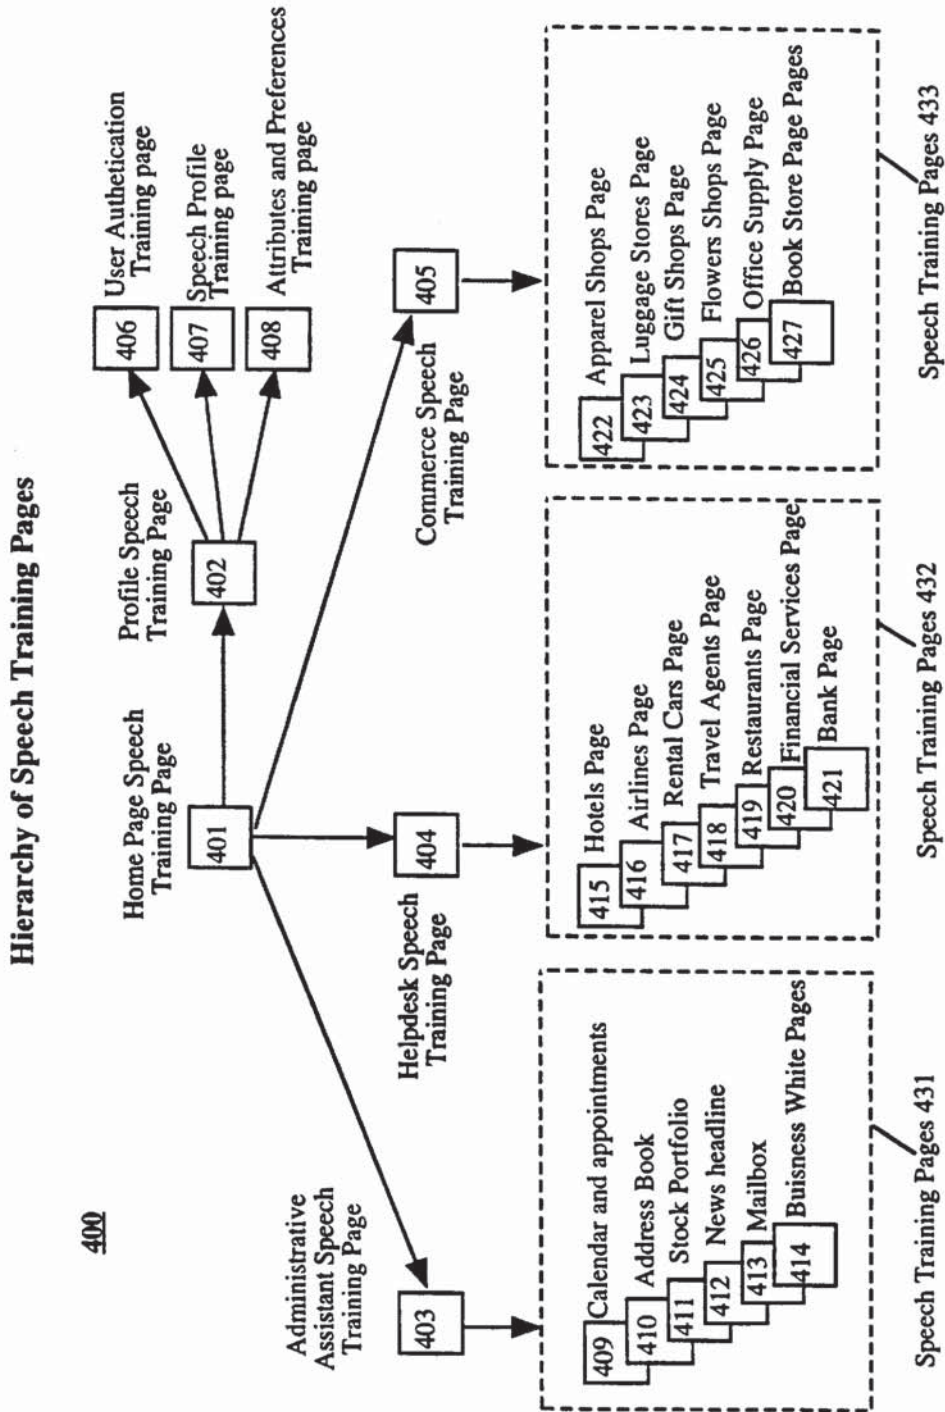 Hierarchy of Speech Training Pages
400
Home Page Speech
Training Page
401
Profile Speech
Training Page
402
406
User Authetication
Training page
407
Speech Profile
Training page
408
Attributes and Preferences
Training page
Administrative
Assistant Speech
Training Page
403
Helpdesk Speech
Training Page
404
Commerce Speech
Training Page
405
409 Calendar and appointments
410 Address Book
411 Stock Portfolio
412 News headline
413 Mailbox
414 Buisness White Pages
Speech Training Pages 431
415 Hotels Page
416 Airlines Page
417 Rental Cars Page
418 Travel Agents Page
419 Restaurants Page
420 Financial Services Page
421 Bank Page
Speech Training Pages 432
422 Apparel Shops Page
423 Luggage Stores Page
424 Gift Shops Page
425 Flowers Shops Page
426 Office Supply Page
427 Book Store Page Pages
Speech Training Pages 433